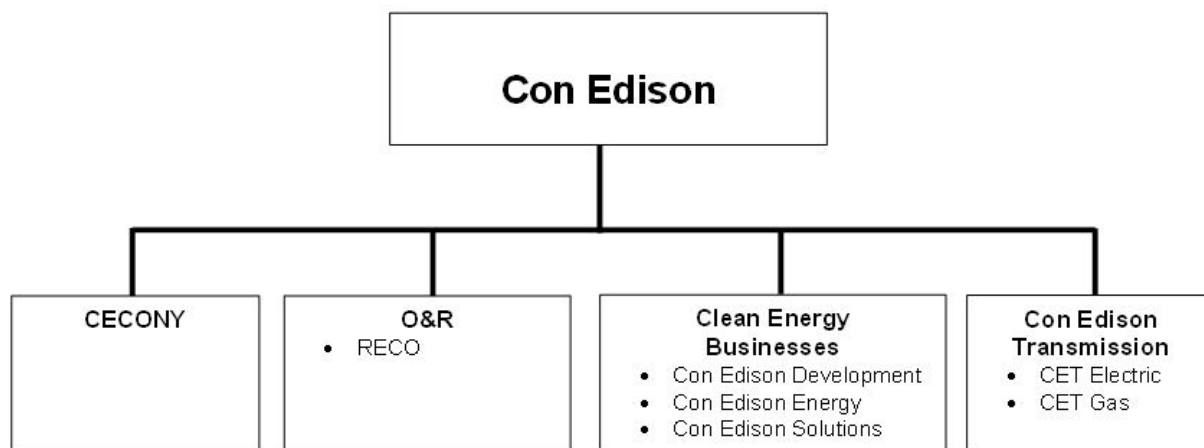 Con Edison
CECONY
O&R
• RECO
Clean Energy
Businesses
• Con Edison Development
• Con Edison Energy
• Con Edison Solutions
Con Edison
Transmission
• CET Electric
• CET Gas